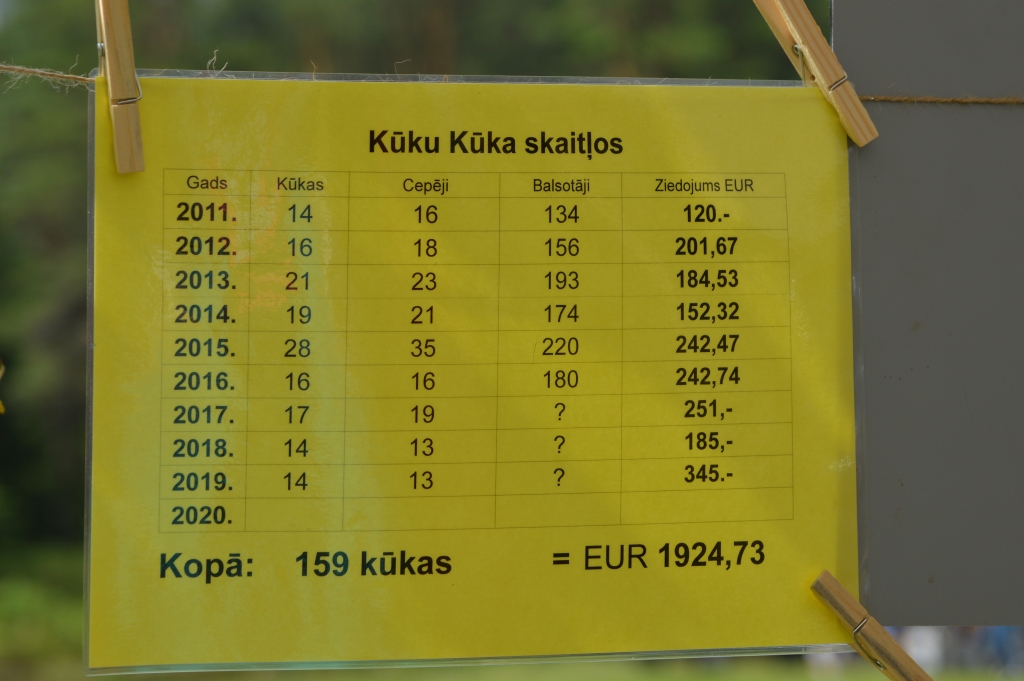 Kūku Kūka skaitļos
Gads Kūkas Cepēji Balsotāji Ziedojums EUR
2011. 14 16 134 120.-
2012. 16 18 156 201,67
2013. 21 23 193 184,53
2014. 19 21 174 152,32
2015. 28 35 220 242,47
2016. 16 16 180 242,74
2017. 17 19 ? 251,-
2018. 14 13 ? 185,-
2019. 14 13 ? 345.-
2020.
Kopā: 159 kūkas = EUR 1924,73